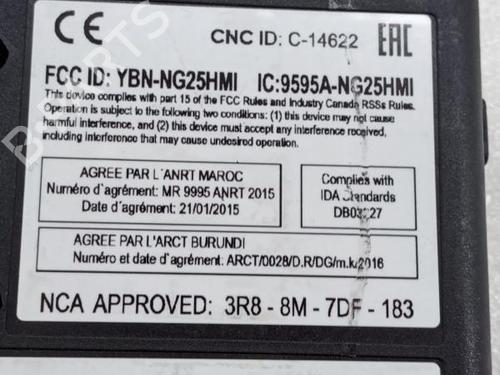 CE CNC ID: C-14622 EAC
FCC ID: YBN-NG25HMI IC:9595A-NG25HMI
This device complies with part 15 of the FCC Rules and Industry Canada RSSs Rules.
Operation is subject to the following two conditions: (1) this device may not cause
harmful interference, and (2) this device must accept any interference received,
including interference that may cause undesired operation.
AGREE PAR L'ANRT MAROC
Numéro d'agrément: MR 9995 ANRT 2015
Date d'agrément: 21/01/2015
Complies with
IDA Standards
AGREE PAR L'ARCT BURUNDI
Numéro et date d'agrément: ARCT/0028/D.R/DG/m.k/2016
NCA APPROVED: 3R8 - 8M - 7DF - 183